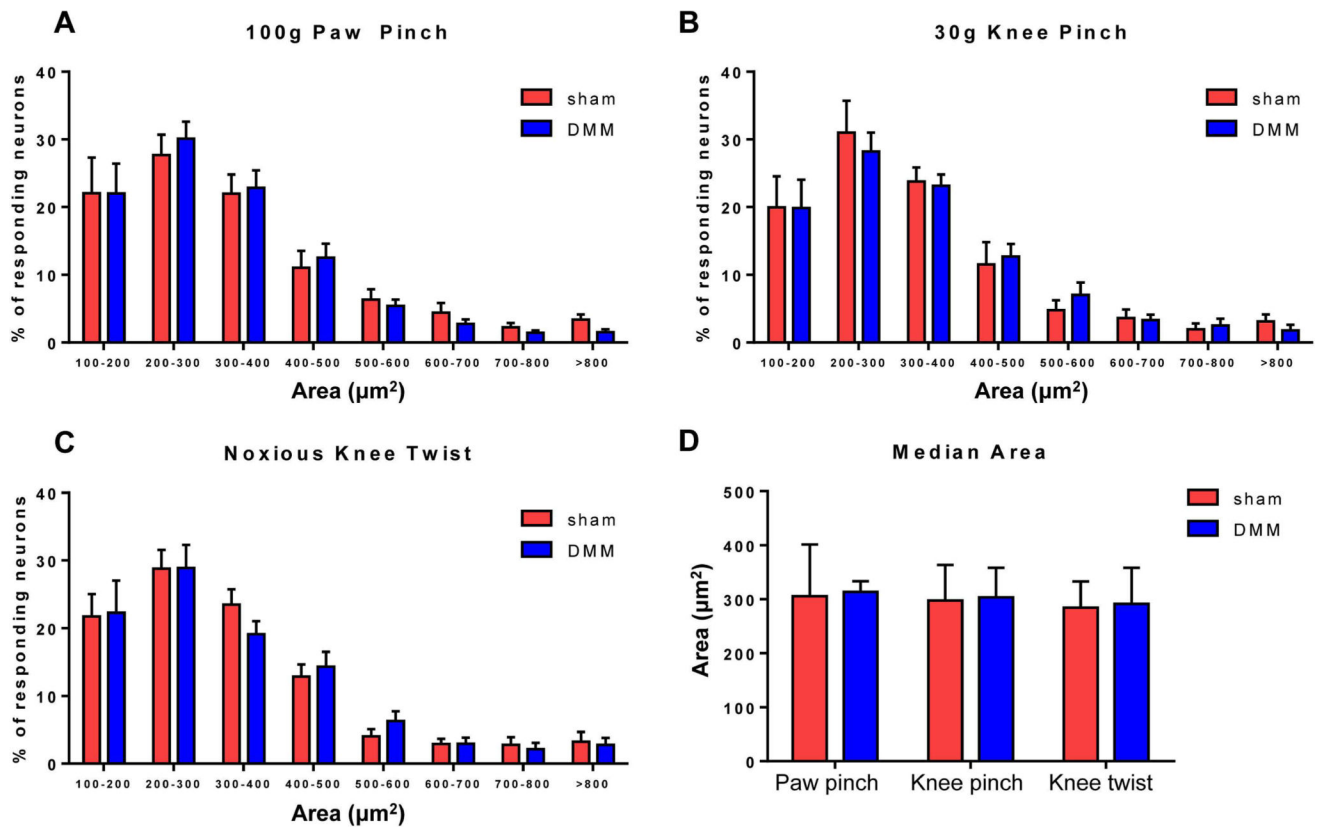 A
100g Paw Pinch
% of responding neurons
40
30
20
10
0
sham
DMM
100-200 200-300 300-400 400-500 500-600 600-700 700-800 >800
Area (µm²)
B
30g Knee Pinch
% of responding neurons
40
30
20
10
0
sham
DMM
100-200 200-300 300-400 400-500 500-600 600-700 700-800 >800
Area (µm²)
C
Noxious Knee Twist
% of responding neurons
40
30
20
10
0
sham
DMM
100-200 200-300 300-400 400-500 500-600 600-700 700-800 >800
Area (µm²)
D
Median Area
Area (µm²)
500
400
300
200
100
0
sham
DMM
Paw pinch Knee pinch Knee twist